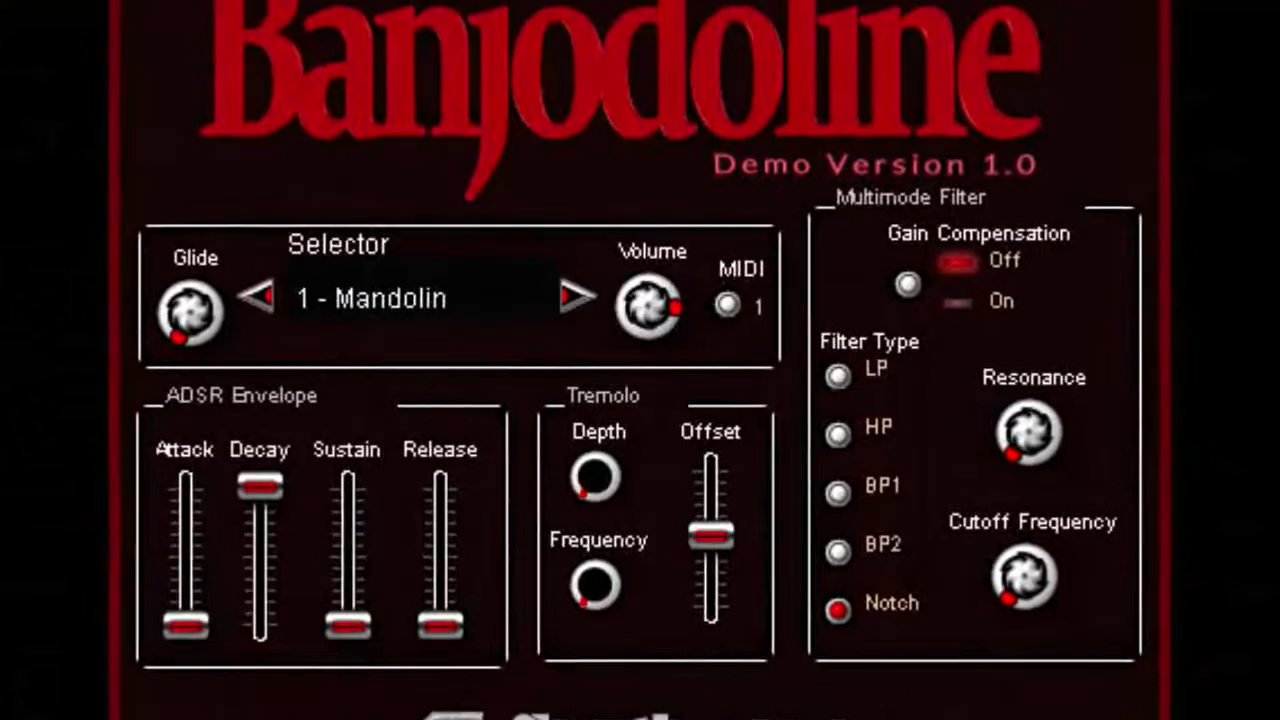 Banjodoline
Demo Version 1.0
Glide
Selector
1 - Mandolin
Volume
MIDI
1
ADSR Envelope
Attack Decay Sustain Release
Tremolo
Depth
Offset
Frequency
Multimode Filter
Gain Compensation
Off
On
Filter Type
LP
HP
BP1
BP2
Notch
Resonance
Cutoff Frequency